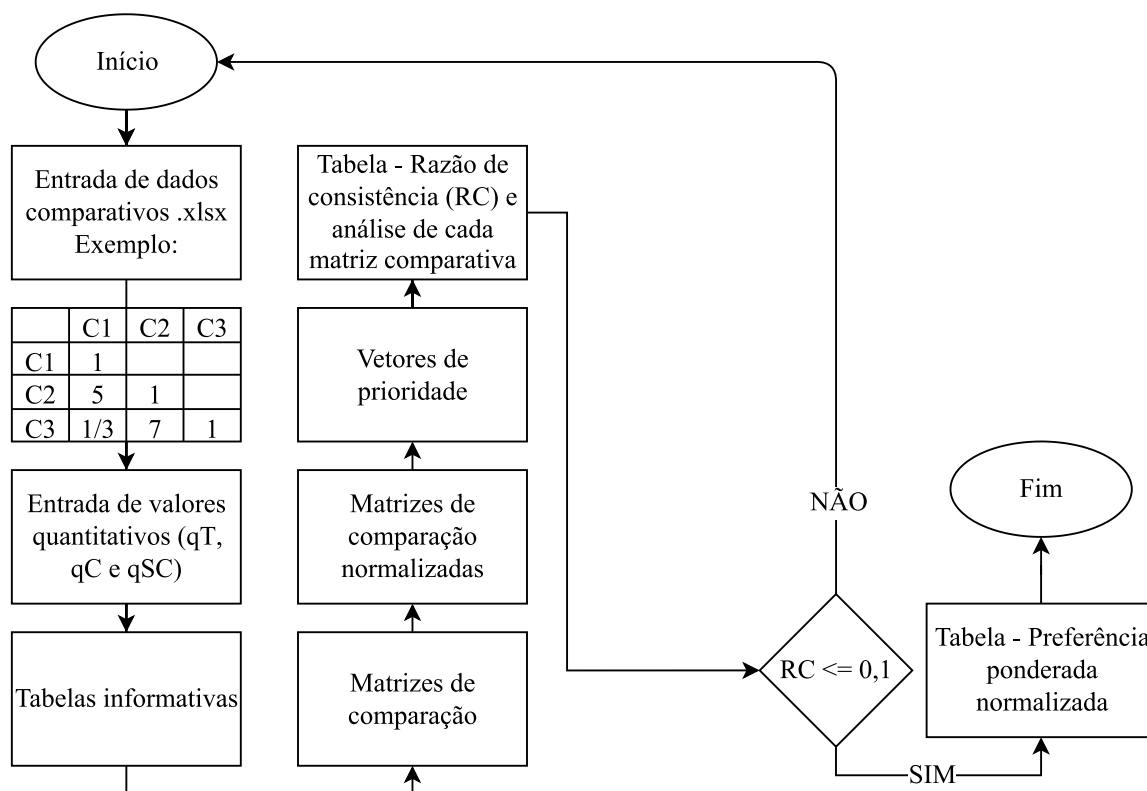 Início
Entrada de dados
comparativos .xlsx
Exemplo:
C1 C2 C3
C1 1
C2 5 1
C3 1/3 7 1
Entrada de valores
quantitativos (qT,
qC e qSC)
Tabelas informativas
Tabela - Razão de
consistência (RC) e
análise de cada
matriz comparativa
Vetores de
prioridade
Matrizes de
comparação
normalizadas
Matrizes de
comparação
NÃO
RC <= 0,1
SIM
Fim
Tabela - Preferência
ponderada
normalizada